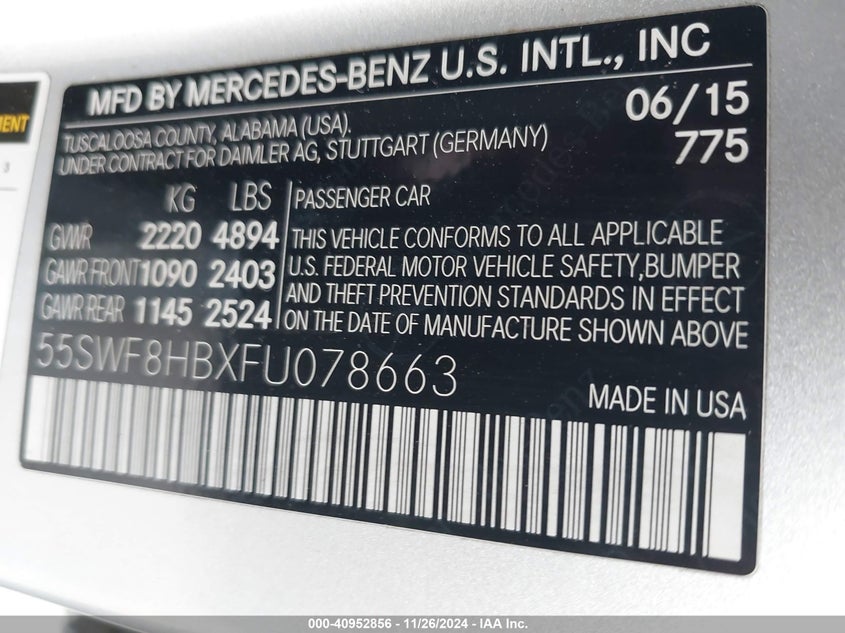 MENT
3
MFD BY MERCEDES-BENZ U.S. INTL., INC
TUSCALOOSA COUNTY, ALABAMA (USA).
UNDER CONTRACT FOR DAIMLER AG, STUTTGART (GERMANY)
06/15
775
KG LBS
GVWR 2220 4894
GAWR FRONT 1090 2403
GAWR REAR 1145 2524
PASSENGER CAR
THIS VEHICLE CONFORMS TO ALL APPLICABLE
U.S. FEDERAL MOTOR VEHICLE SAFETY,BUMPER
AND THEFT PREVENTION STANDARDS IN EFFECT
ON THE DATE OF MANUFACTURE SHOWN ABOVE
55SWF8HBXFU078663
MADE IN USA
000-40952856 - 11/26/2024 - IAA Inc.